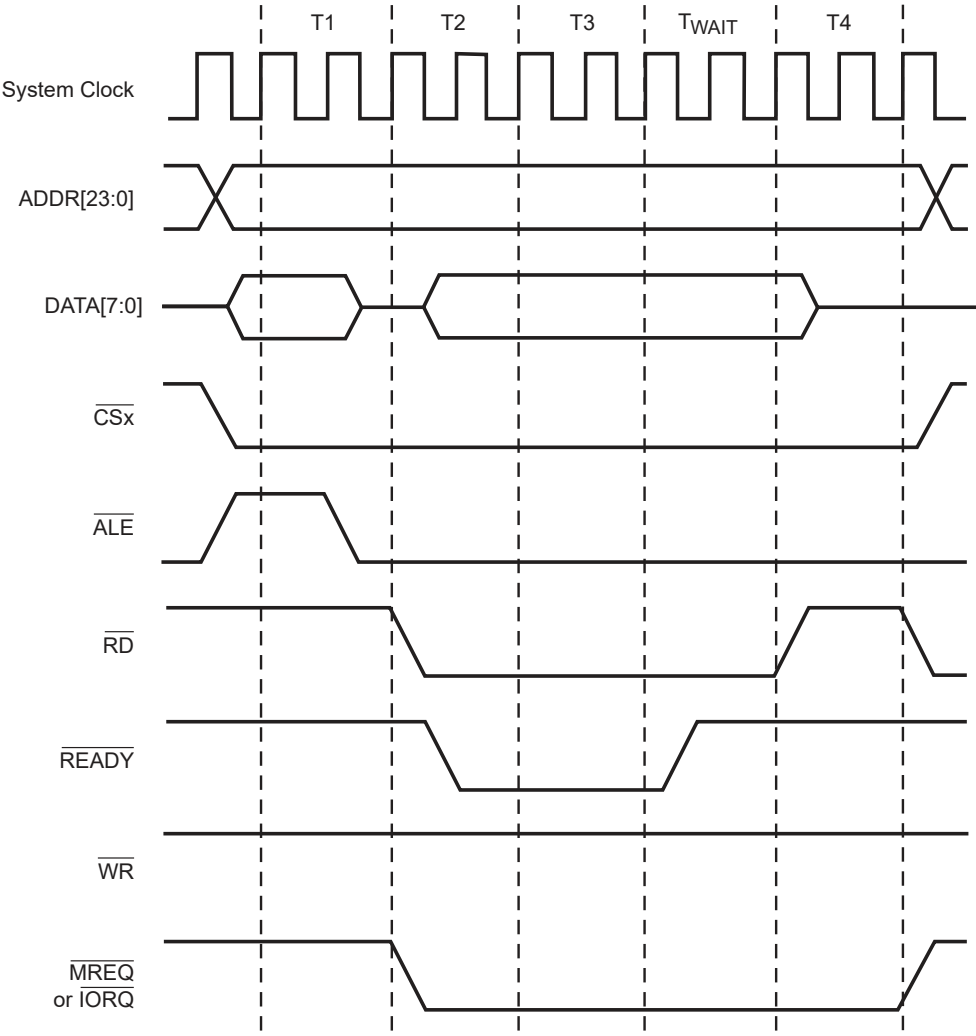 T1 T2 T3 TWAIT T4
System Clock
ADDR[23:0]
DATA[7:0]
CSx
ALE
RD
READY
WR
MREQ
or IORQ